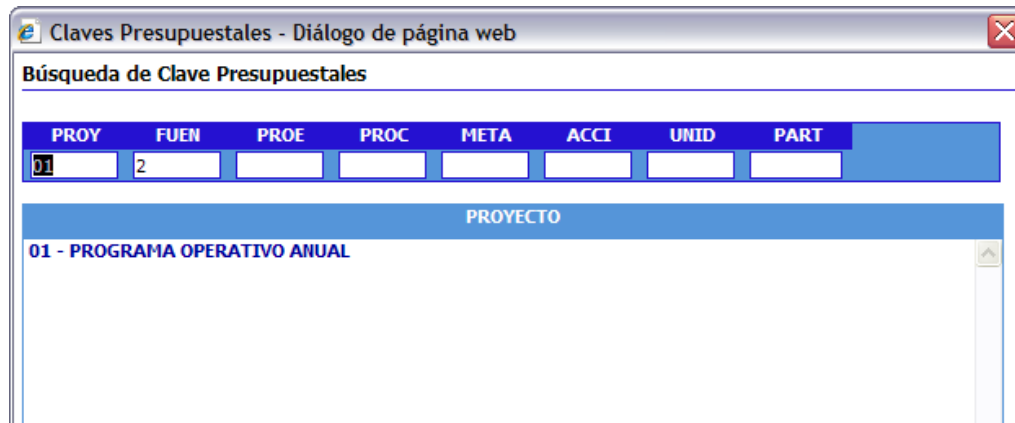 Claves Presupuestales - Diálogo de página web
Búsqueda de Clave Presupuestales
PROY FUEN PROE PROC META ACCI UNID PART
01 2
PROYECTO
01 - PROGRAMA OPERATIVO ANUAL